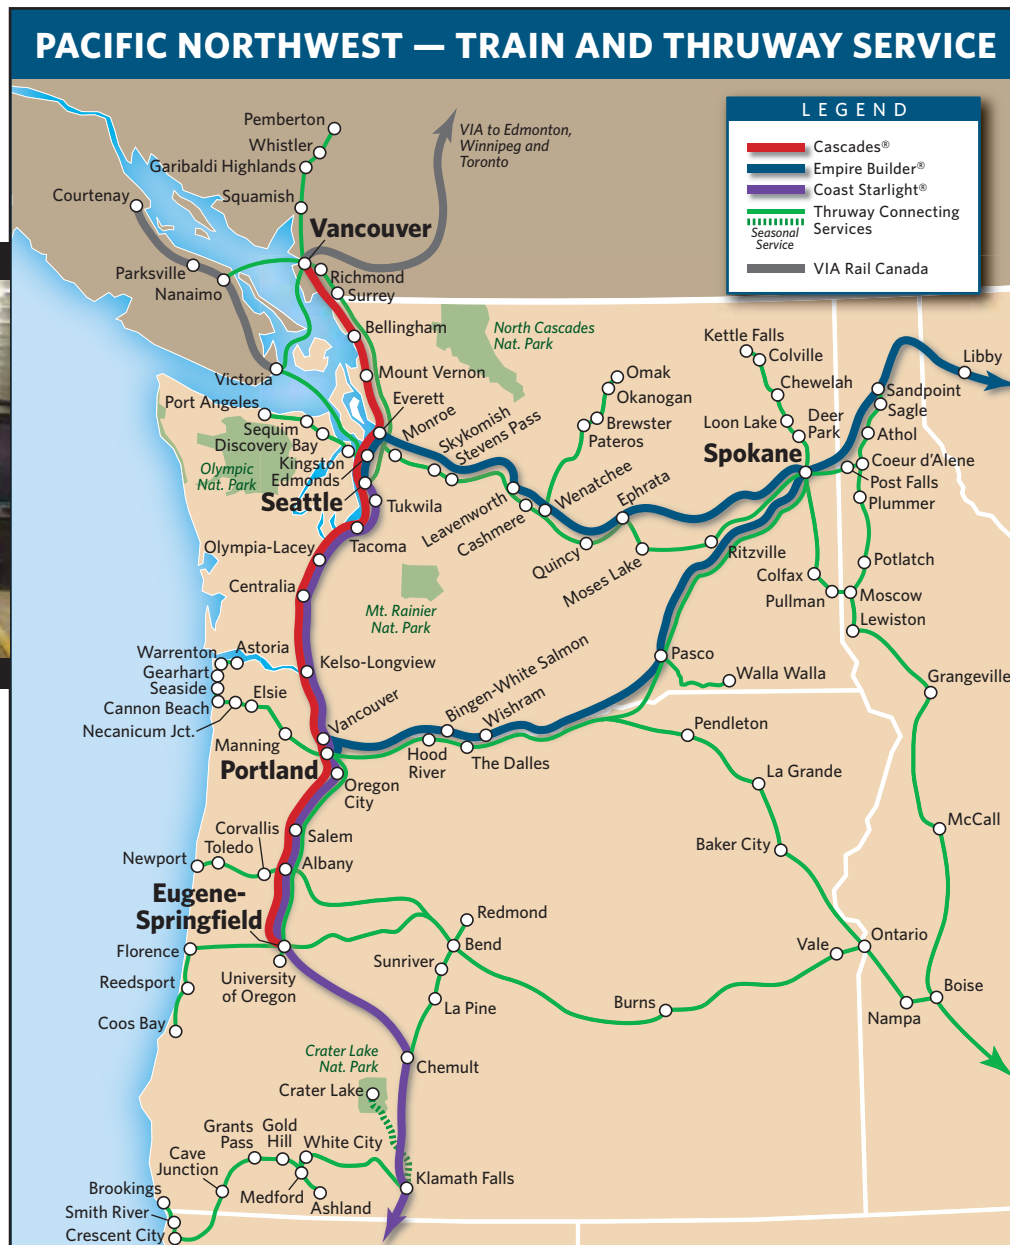 PACIFIC NORTHWEST — TRAIN AND THRUWAY SERVICE
LEGEND
Cascades®
Empire Builder®
Coast Starlight®
Thruway Connecting
Services
Seasonal
Service
VIA Rail Canada
VIA to Edmonton,
Winnipeg and
Toronto
Pemberton
Whistler
Garibaldi Highlands
Squamish
Courtenay
Vancouver
Parksville
Nanaimo
Richmond
Surrey
Bellingham
North Cascades
Nat. Park
Mount Vernon
Victoria
Everett
Port Angeles
Sequim
Discovery Bay
Kingston
Edmonds
Olympic
Nat. Park
Seattle
Monroe
Skykomish
Stevens Pass
Tukwila
Leavenworth
Cashmere
Wenatchee
Omak
Okanogan
Brewster
Pateros
Ephrata
Quincy
Moses Lake
Ritzville
Kettle Falls
Colville
Chewelah
Loon Lake
Deer
Park
Spokane
Libby
Sandpoint
Sagle
Athol
Coeur d'Alene
Post Falls
Plummer
Potlatch
Colfax
Pullman
Moscow
Lewiston
Grangeville
Tacoma
Olympia-Lacey
Centralia
Mt. Rainier
Nat. Park
Kelso-Longview
Warrenton
Astoria
Gearhart
Seaside
Cannon Beach
Elsie
Necanicum Jct.
Manning
Vancouver
Portland
Bingen-White Salmon
Wishram
Hood
River
The Dalles
Pasco
Walla Walla
Pendleton
La Grande
Baker City
McCall
Oregon
City
Salem
Corvallis
Toledo
Newport
Albany
Eugene-
Springfield
Florence
University
of Oregon
Reedsport
Coos Bay
Redmond
Bend
Sunriver
La Pine
Burns
Vale
Ontario
Nampa
Boise
Chemult
Crater Lake
Nat. Park
Crater Lake
Grants
Pass
Gold
Hill
White City
Cave
Junction
Medford
Ashland
Klamath Falls
Brookings
Smith River
Crescent City